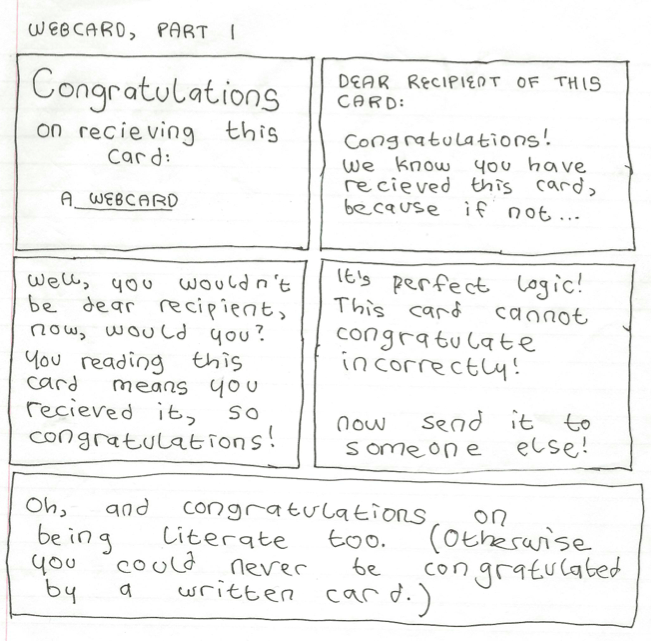 WEBCARD, PART 1
Congratulations
on recieving this
card:
A WEBCARD
DEAR RECIPIENT OF THIS
CARD:
Congratulations!
We know you have
recieved this card,
because if not...
Well, you wouldn't
be dear recipient,
now, would you?
You reading this
card means you
recieved it, so
congratulations!
It's perfect logic!
This card cannot
congratulate
incorrectly!
now send it to
someone else!
Oh, and congratulations on
being literate too. (Otherwise
you could never be congratulated
by a written card.)